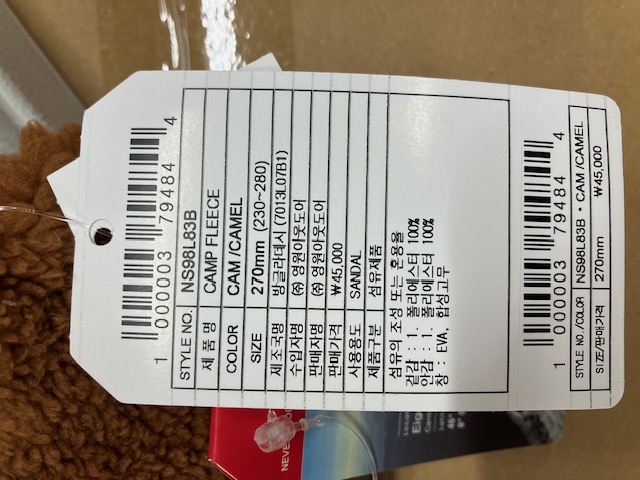 1 000003 79484 4
STYLE NO. NS98L83B
제 품 명 CAMP FLEECE
COLOR CAM /CAMEL
SIZE 270mm (230~280)
제조국명 방글라데시 (7013L07B1)
수입자명 ㈜ 영원아웃도어
판매자명 ㈜ 영원아웃도어
판매가격 ₩45,000
사용용도 SANDAL
제품구분 섬유제품
섬유의 조성 또는 혼용율
겉감 : 1. 폴리에스터 100%
안감 : 1. 폴리에스터 100%
창 : EVA, 합성고무
1 000003 79484 4
STYLE NO. /COLOR NS98L83B • CAM /CAMEL
SIZE/판매가격 270mm ₩45,000
NEVE